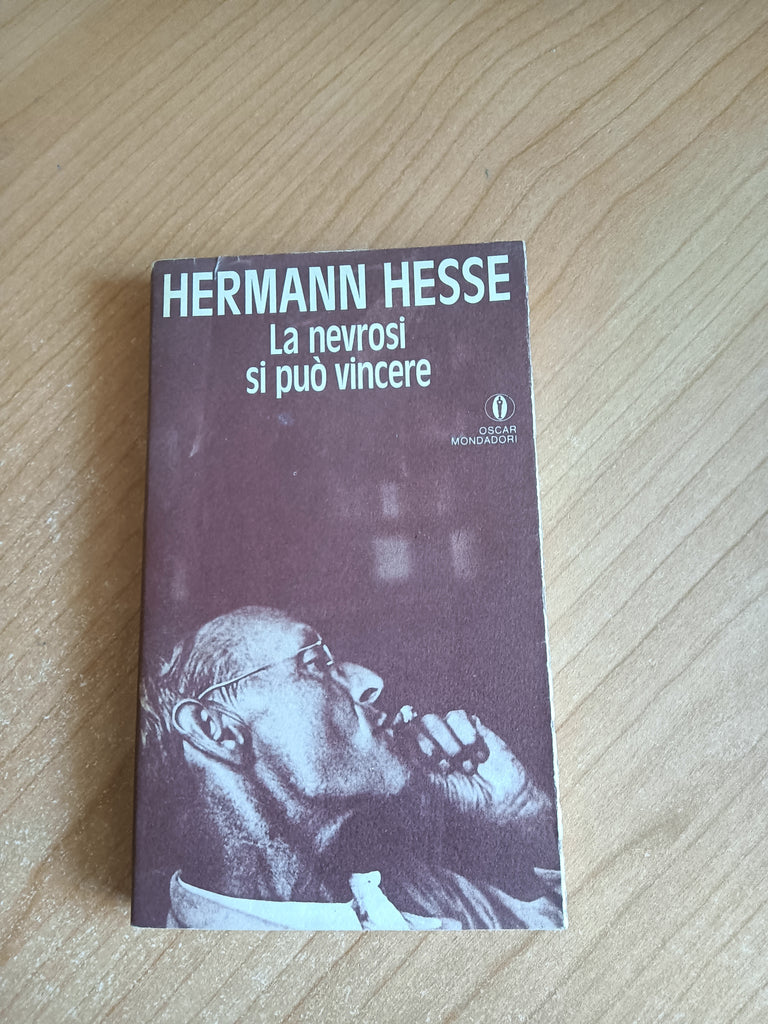 HERMANN HESSE
La nevrosi
si può vincere
OSCAR
MONDADORI